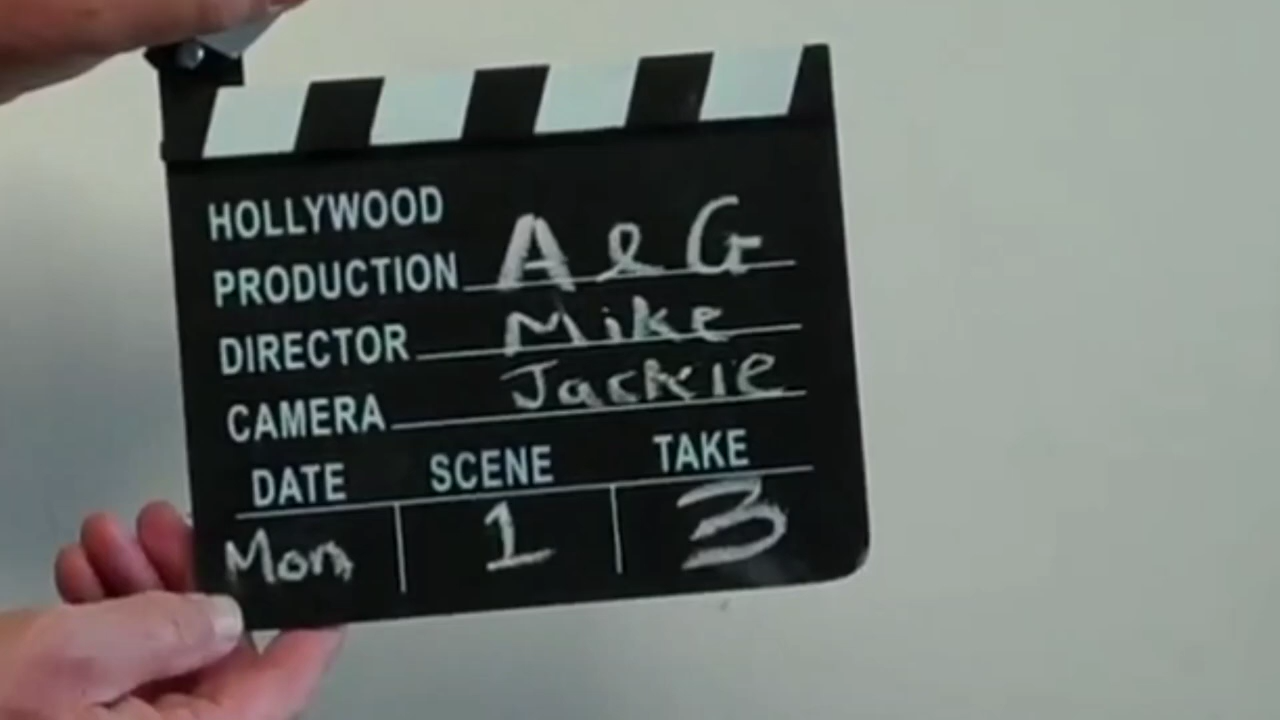 HOLLYWOOD
PRODUCTION A & G
DIRECTOR Mike
CAMERA Jackie
DATE SCENE TAKE
Mon 1 3